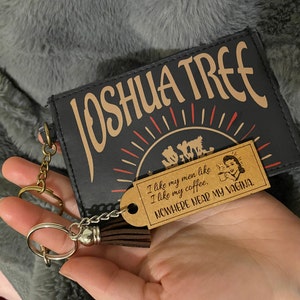 JOSHUA TREE
I like my men like
I like my coffee.
NOWHERE NEAR MY VAGINA